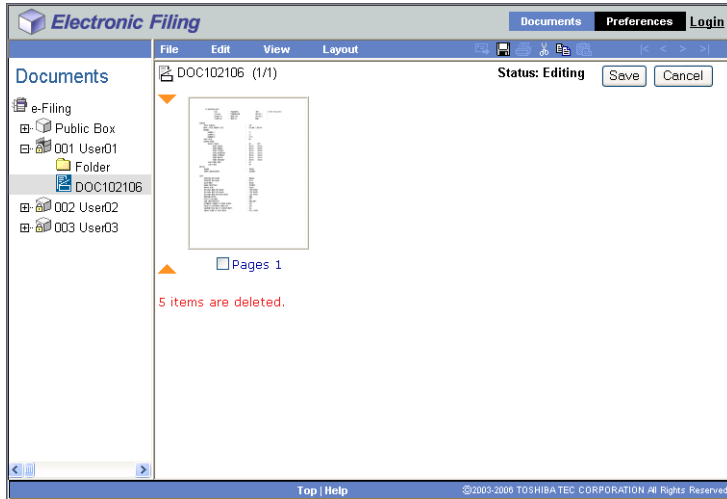 Electronic Filing
Documents Preferences Login
File Edit View Layout |< < > >|
Documents
DOC102106 (1/1) Status: Editing Save Cancel
e-Filing
Public Box
001 User01
Folder
DOC102106
002 User02
003 User03
Pages 1
5 items are deleted.
Top | Help ©2003-2006 TOSHIBA TEC CORPORATION All Rights Reserved